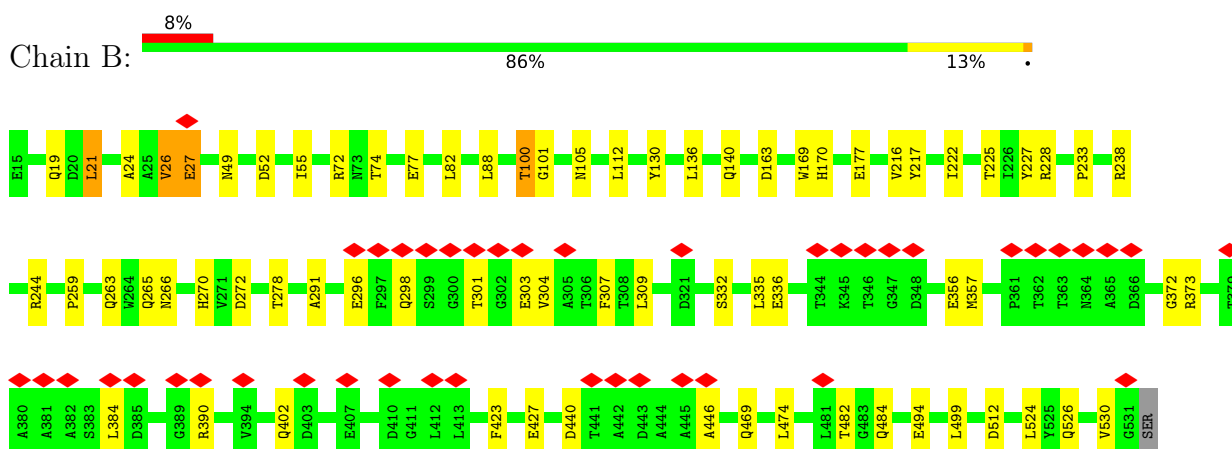 8%
Chain B:
86% 13% •
E15 Q19 D20 L21 A24 A25 V26 E27 N49 D52 I55 R72 N73 T74 E77 L82 L88 T100 G101 N105 L112 Y130 L136 Q140 D163 W169 H170 E177 V216 Y217 I222 T225 I226 Y227 R228 P233 R238
R244 P259 Q263 W264 Q265 N266 H270 V271 D272 T278 A291 E296 F297 Q298 S299 G300 T301 G302 E303 V304 A305 T306 F307 T308 L309 D321 S332 L335 E336 T344 K345 T346 G347 D348 E356 M357 P361 T362 T363 N364 A365 D366 G372 R373
A380 A381 A382 S383 L384 D385 G389 R390 V394 Q402 D403 E407 D410 G411 L412 L413 F423 E427 D440 T441 A442 D443 A444 A445 A446 Q469 L474 L481 T482 G483 Q484 E494 L499 D512 L524 Y525 Q526 V530 G531 SER